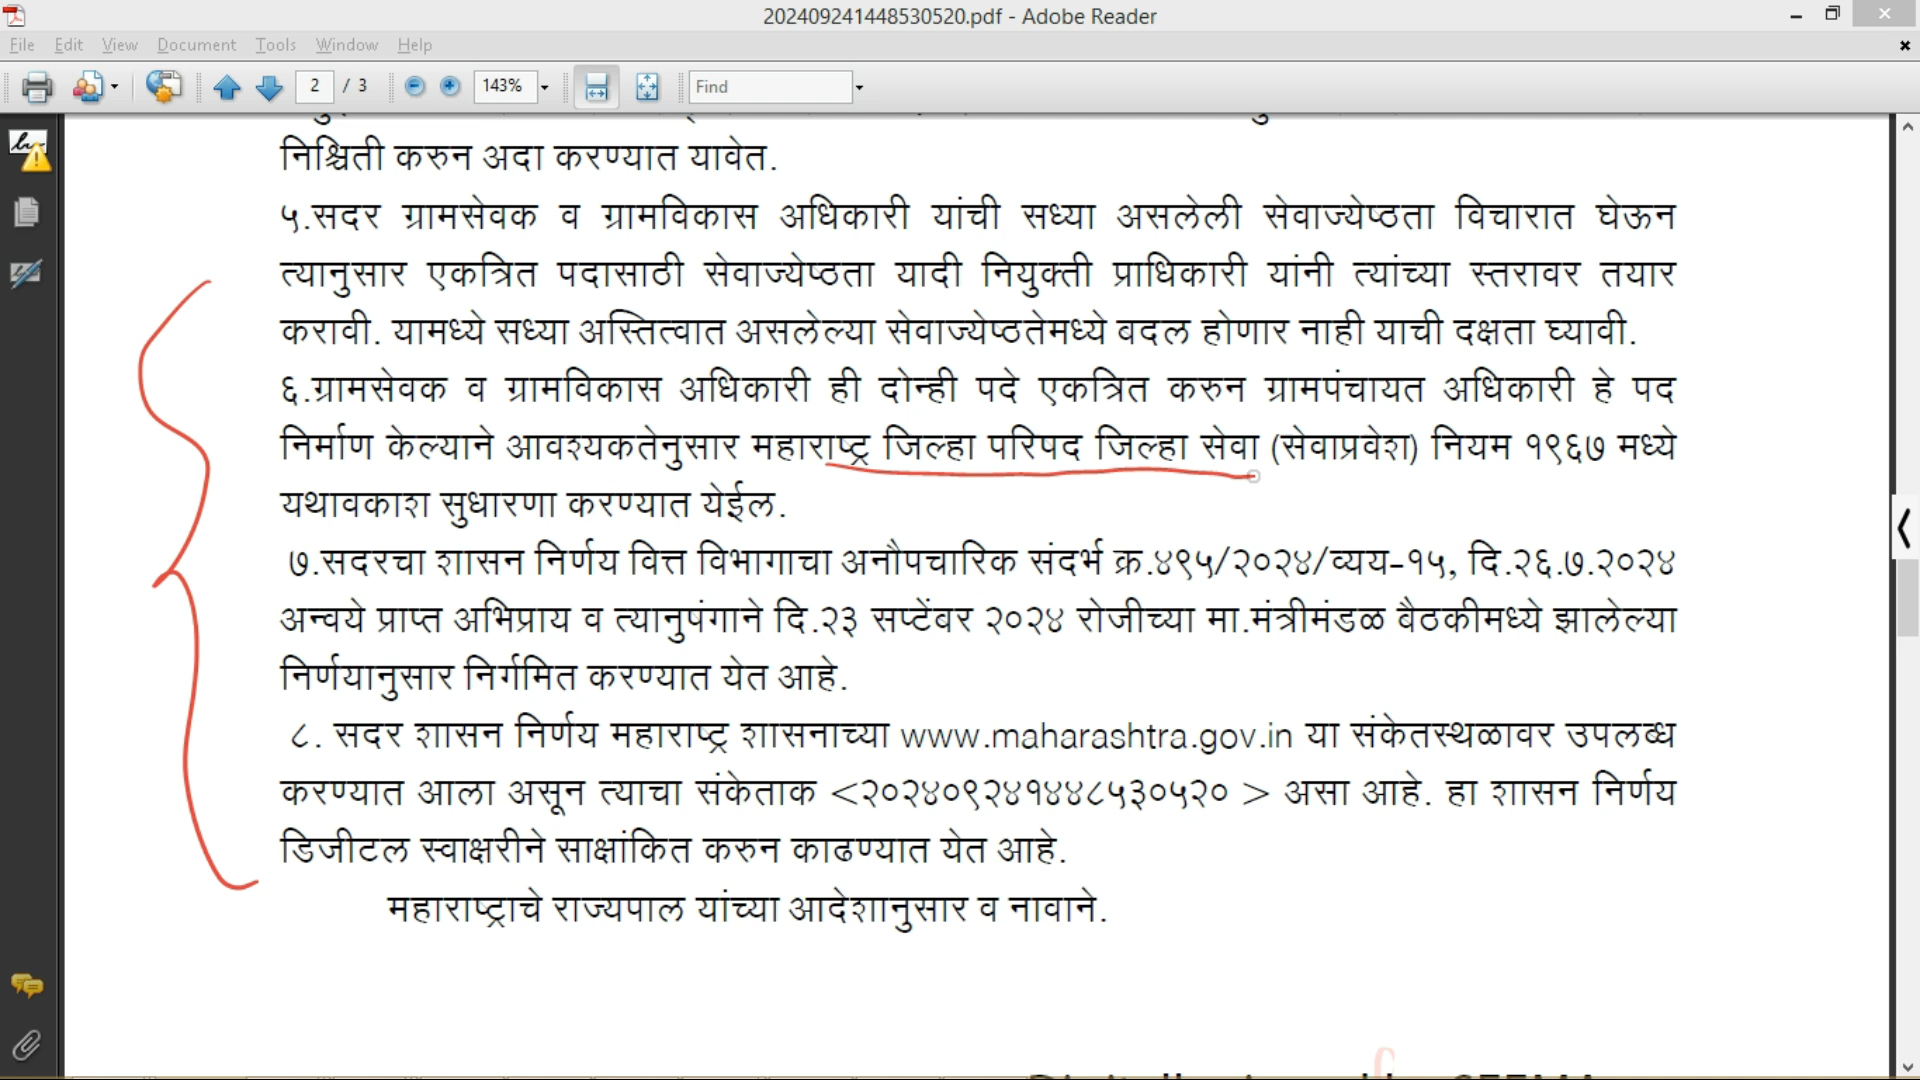 202409241448530520.pdf - Adobe Reader
File Edit View Document Tools Window Help
2 / 3 143% Find
निश्चिती करुन अदा करण्यात यावेत.
५.सदर ग्रामसेवक व ग्रामविकास अधिकारी यांची सध्या असलेली सेवाज्येष्ठता विचारात घेऊन
त्यानुसार एकत्रित पदासाठी सेवाज्येष्ठता यादी नियुक्ती प्राधिकारी यांनी त्यांच्या स्तरावर तयार
करावी. यामध्ये सध्या अस्तित्वात असलेल्या सेवाज्येष्ठतेमध्ये बदल होणार नाही याची दक्षता घ्यावी.
६.ग्रामसेवक व ग्रामविकास अधिकारी ही दोन्ही पदे एकत्रित करुन ग्रामपंचायत अधिकारी हे पद
निर्माण केल्याने आवश्यकतेनुसार महाराष्ट्र जिल्हा परिषद जिल्हा सेवा (सेवाप्रवेश) नियम १९६७ मध्ये
यथावकाश सुधारणा करण्यात येईल.
७.सदरचा शासन निर्णय वित्त विभागाचा अनौपचारिक संदर्भ क्र.४९५/२०२४/व्यय-१५, दि.२६.७.२०२४
अन्वये प्राप्त अभिप्राय व त्यानुषंगाने दि.२३ सप्टेंबर २०२४ रोजीच्या मा.मंत्रीमंडळ बैठकीमध्ये झालेल्या
निर्णयानुसार निर्गमित करण्यात येत आहे.
८. सदर शासन निर्णय महाराष्ट्र शासनाच्या www.maharashtra.gov.in या संकेतस्थळावर उपलब्ध
करण्यात आला असून त्याचा संकेताक <२०२४०९२४१४४८५३०५२० > असा आहे. हा शासन निर्णय
डिजीटल स्वाक्षरीने साक्षांकित करुन काढण्यात येत आहे.
महाराष्ट्राचे राज्यपाल यांच्या आदेशानुसार व नावाने.